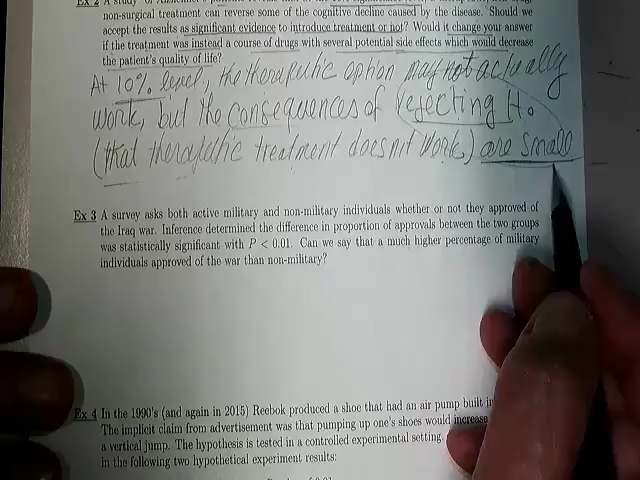 Ex 2 A study of Alzheimer's patients
non-surgical treatment can reverse some of the cognitive decline caused by the disease. Should we
accept the results as significant evidence to introduce treatment or not? Would it change your answer
if the treatment was instead a course of drugs with several potential side effects which would decrease
the patient's quality of life?
At 10% level, the theraputic option may not actually
work, but the consequences of rejecting H₀
(that theraputic treatment doesn't work) are small
Ex 3 A survey asks both active military and non-military individuals whether or not they approved of
the Iraq war. Inference determined the difference in proportion of approvals between the two groups
was statistically significant with P < 0.01. Can we say that a much higher percentage of military
individuals approved of the war than non-military?
Ex 4 In the 1990's (and again in 2015) Reebok produced a shoe that had an air pump built in
The implicit claim from advertisement was that pumping up one's shoes would increase
a vertical jump. The hypothesis is tested in a controlled experimental setting,
in the following two hypothetical experiment results: